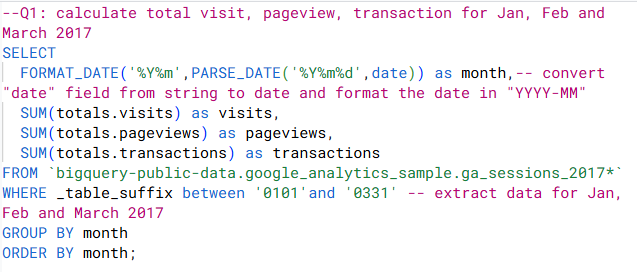 --Q1: calculate total visit, pageview, transaction for Jan, Feb and
March 2017
SELECT
FORMAT_DATE('%Y%m',PARSE_DATE('%Y%m%d',date)) as month,-- convert
"date" field from string to date and format the date in "YYYY-MM"
SUM(totals.visits) as visits,
SUM(totals.pageviews) as pageviews,
SUM(totals.transactions) as transactions
FROM `bigquery-public-data.google_analytics_sample.ga_sessions_2017*`
WHERE _table_suffix between '0101'and '0331' -- extract data for Jan,
Feb and March 2017
GROUP BY month
ORDER BY month;